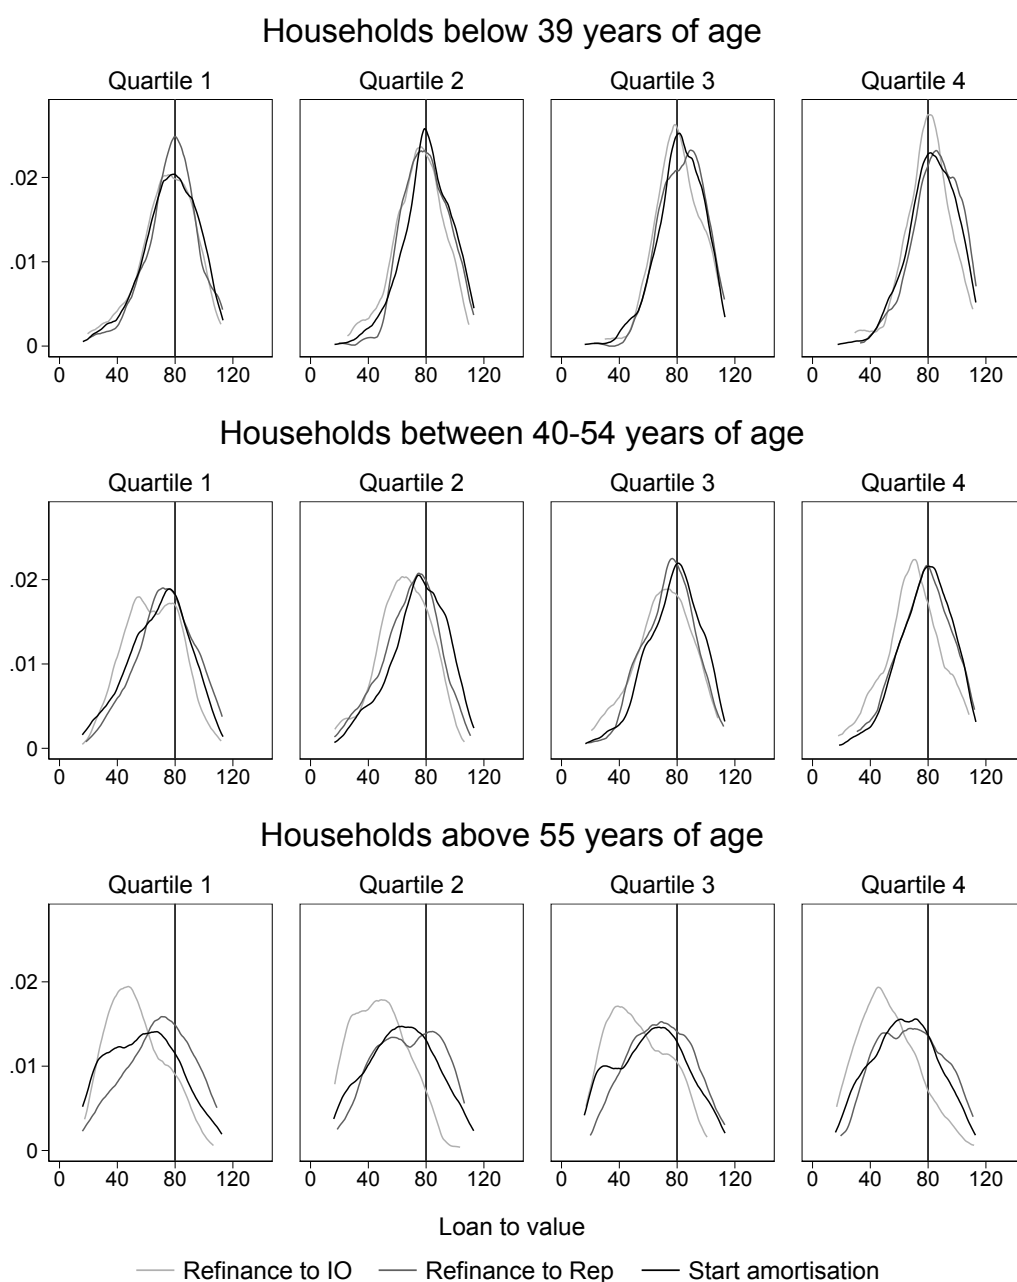 Households below 39 years of age
Quartile 1 Quartile 2 Quartile 3 Quartile 4
.02
.01
0
0 40 80 120 0 40 80 120 0 40 80 120 0 40 80 120
Households between 40-54 years of age
Quartile 1 Quartile 2 Quartile 3 Quartile 4
.02
.01
0
0 40 80 120 0 40 80 120 0 40 80 120 0 40 80 120
Households above 55 years of age
Quartile 1 Quartile 2 Quartile 3 Quartile 4
.02
.01
0
0 40 80 120 0 40 80 120 0 40 80 120 0 40 80 120
Loan to value
Refinance to IO Refinance to Rep Start amortisation